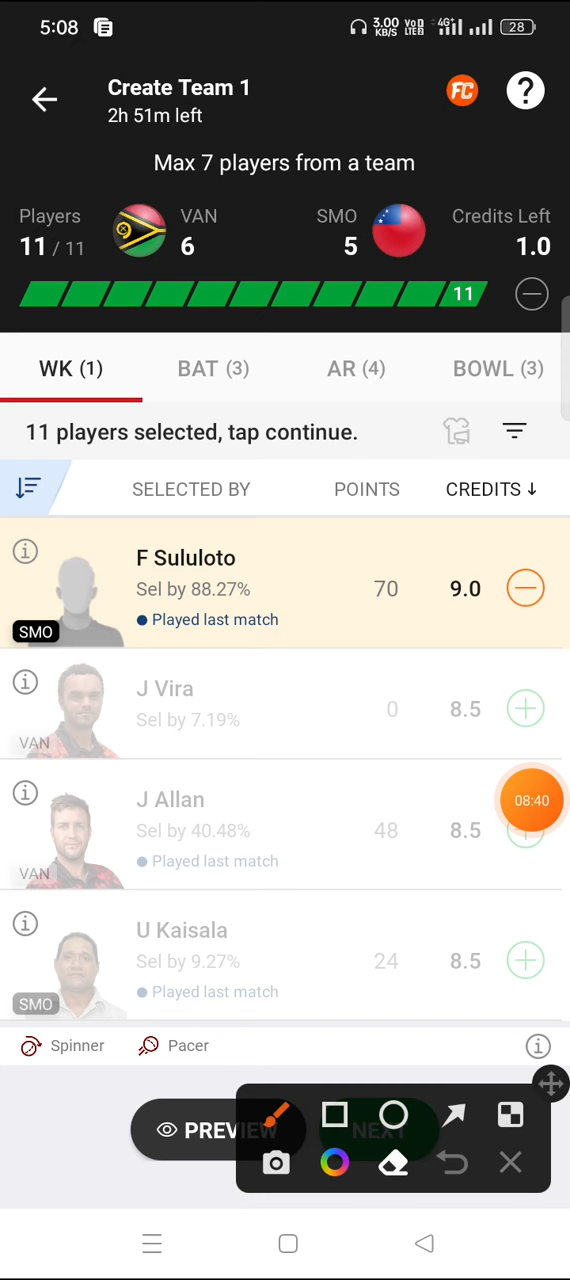 5:08 3.00 KB/S Vo LTE2 4G+ 28
Create Team 1
2h 51m left
FC
?
Max 7 players from a team
Players VAN SMO Credits Left
11 / 11 6 5 1.0
11
WK (1) BAT (3) AR (4) BOWL (3)
11 players selected, tap continue.
SELECTED BY POINTS CREDITS ↓
F Sululoto
Sel by 88.27% 70 9.0
Played last match
SMO
J Vira
Sel by 7.19% 0 8.5
VAN
J Allan
Sel by 40.48% 48 8.5
Played last match
VAN
08:40
U Kaisala
Sel by 9.27% 24 8.5
Played last match
SMO
Spinner Pacer
PREVIEW NEXT